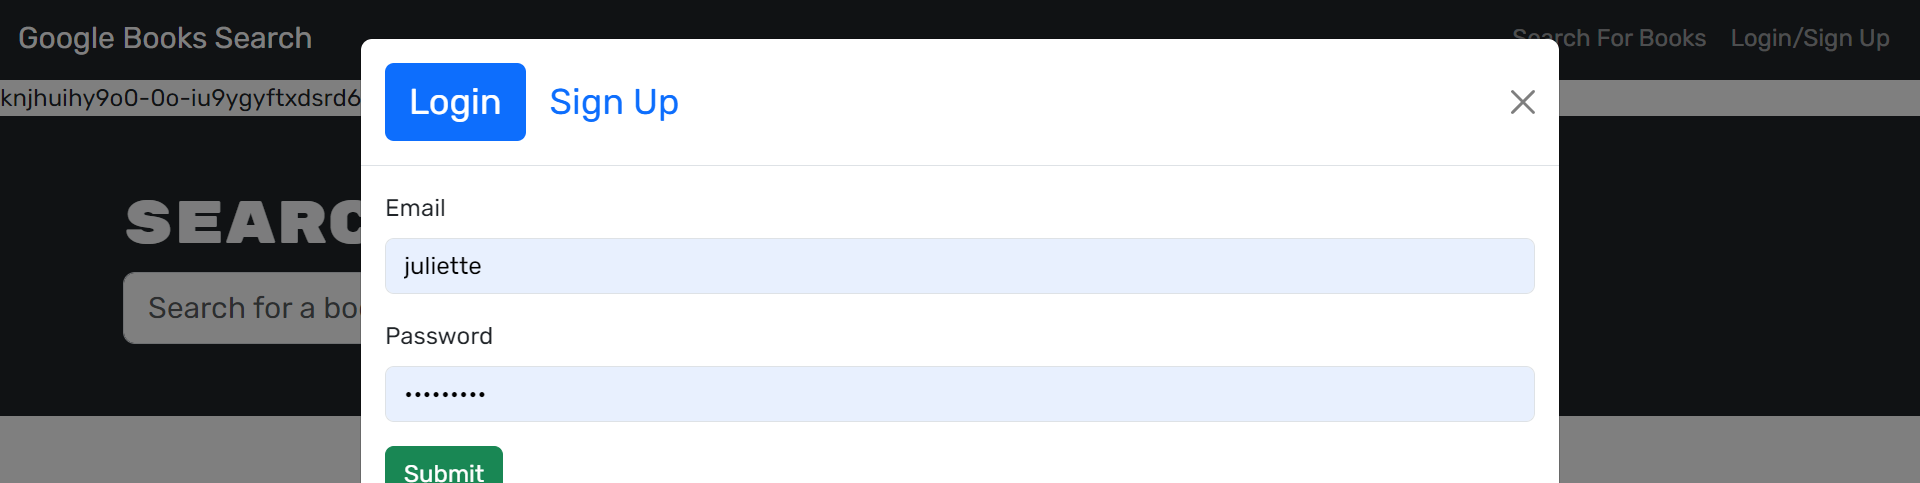 Google Books Search
Search For Books Login/Sign Up
knjhuihy9o0-0o-iu9ygyftxdsrd6
Login Sign Up
SEARC
Search for a bo
Email
juliette
Password
•••••••••
Submit